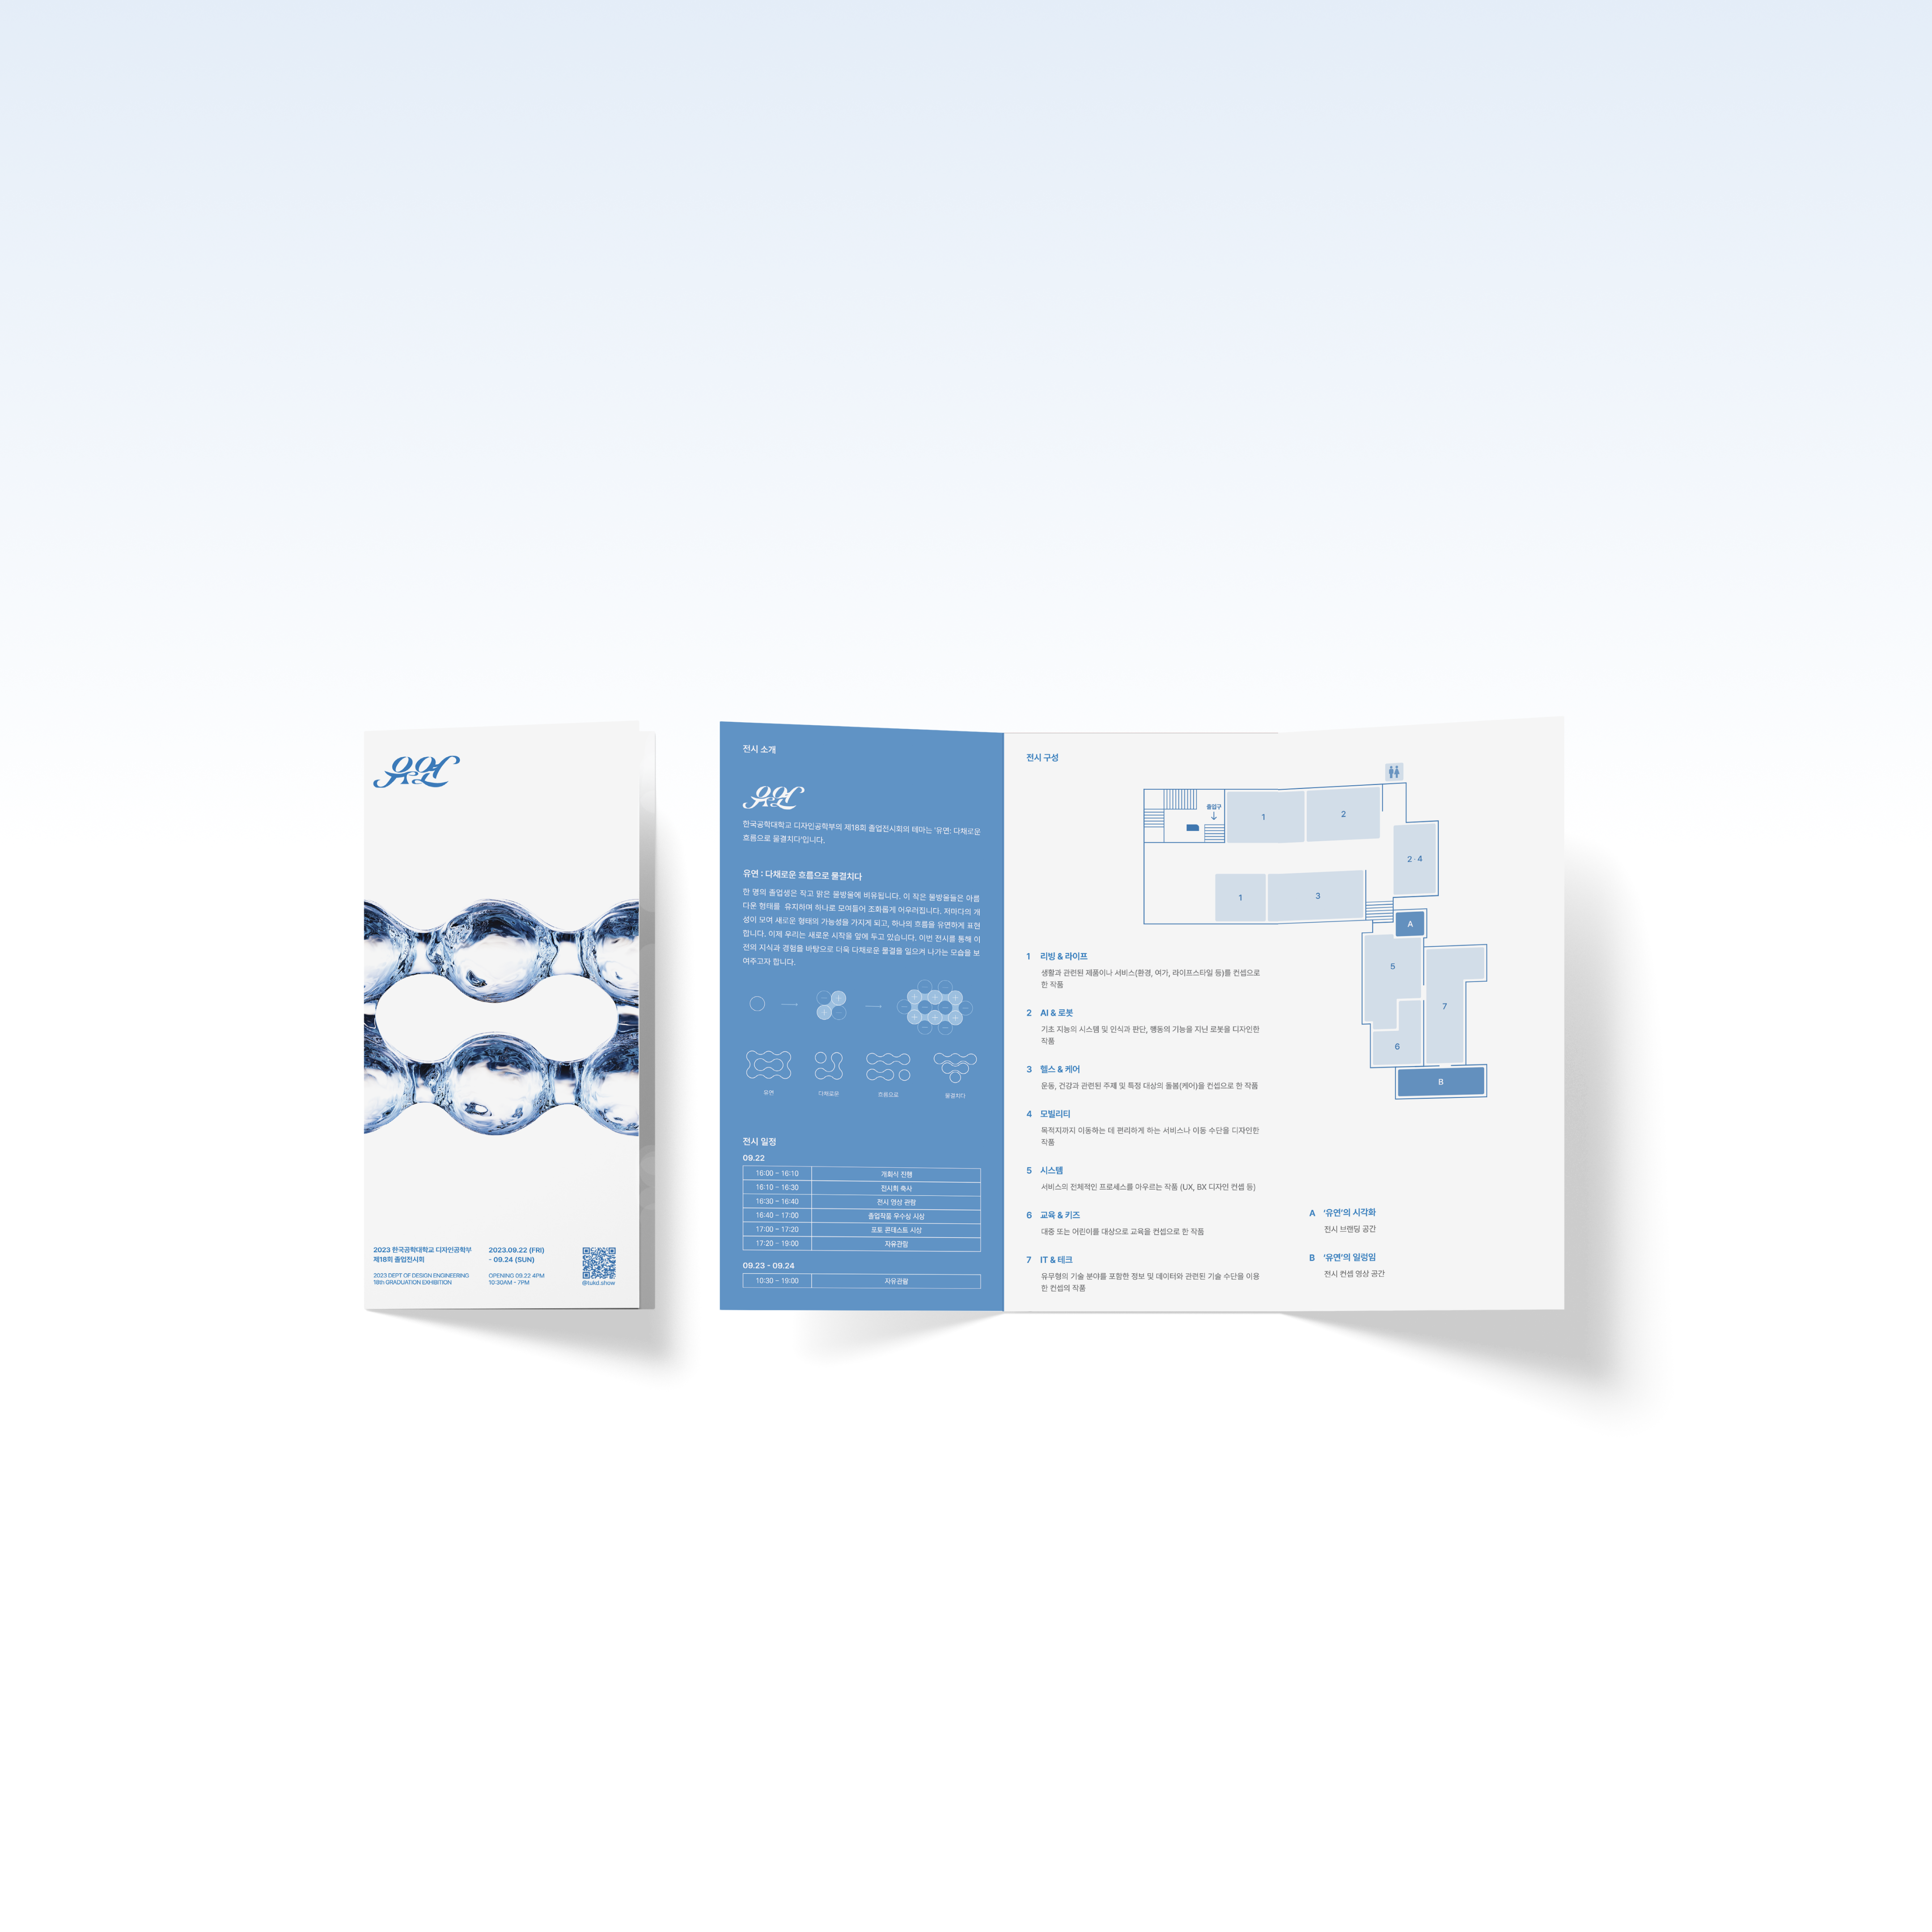 유연
2023 한국공학대학교 디자인공학부
제18회 졸업전시회
2023 DEPT OF DESIGN ENGINEERING
18th GRADUATION EXHIBITION
2023.09.22 (FRI)
- 09.24 (SUN)
OPENING 09.22 4PM
10:30AM - 7PM
@tukd.show
전시 소개
유연
한국공학대학교 디자인공학부의 제18회 졸업전시회의 테마는 '유연: 다채로운
흐름으로 물결치다'입니다.
유연 : 다채로운 흐름으로 물결치다
한 명의 졸업생은 작고 맑은 물방울에 비유됩니다. 이 작은 물방울들은 아름
다운 형태를 유지하며 하나로 모여들어 조화롭게 어우러집니다. 저마다의 개
성이 모여 새로운 형태의 가능성을 가지게 되고, 하나의 흐름을 유연하게 표현
합니다. 이제 우리는 새로운 시작을 앞에 두고 있습니다. 이번 전시를 통해 이
전의 지식과 경험을 바탕으로 더욱 다채로운 물결을 일으켜 나가는 모습을 보
여주고자 합니다.
유연
다채로운
흐름으로
물결치다
전시 일정
09.22
16:00 – 16:10 개회식 진행
16:10 – 16:30 전시회 축사
16:30 – 16:40 전시 영상 관람
16:40 – 17:00 졸업작품 우수상 시상
17:00 – 17:20 포토 콘테스트 시상
17:20 – 19:00 자유관람
09.23 - 09.24
10:30 – 19:00 자유관람
전시 구성
출입구
1
2
2 · 4
1
3
A
5
7
6
B
1 리빙 & 라이프
생활과 관련된 제품이나 서비스(환경, 여가, 라이프스타일 등)를 컨셉으로
한 작품
2 AI & 로봇
기초 지능의 시스템 및 인식과 판단, 행동의 기능을 지닌 로봇을 디자인한
작품
3 헬스 & 케어
운동, 건강과 관련된 주제 및 특정 대상의 돌봄(케어)을 컨셉으로 한 작품
4 모빌리티
목적지까지 이동하는 데 편리하게 하는 서비스나 이동 수단을 디자인한
작품
5 시스템
서비스의 전체적인 프로세스를 아우르는 작품 (UX, BX 디자인 컨셉 등)
6 교육 & 키즈
대중 또는 어린이를 대상으로 교육을 컨셉으로 한 작품
7 IT & 테크
유무형의 기술 분야를 포함한 정보 및 데이터와 관련된 기술 수단을 이용
한 컨셉의 작품
A '유연'의 시각화
전시 브랜딩 공간
B '유연'의 일렁임
전시 컨셉 영상 공간